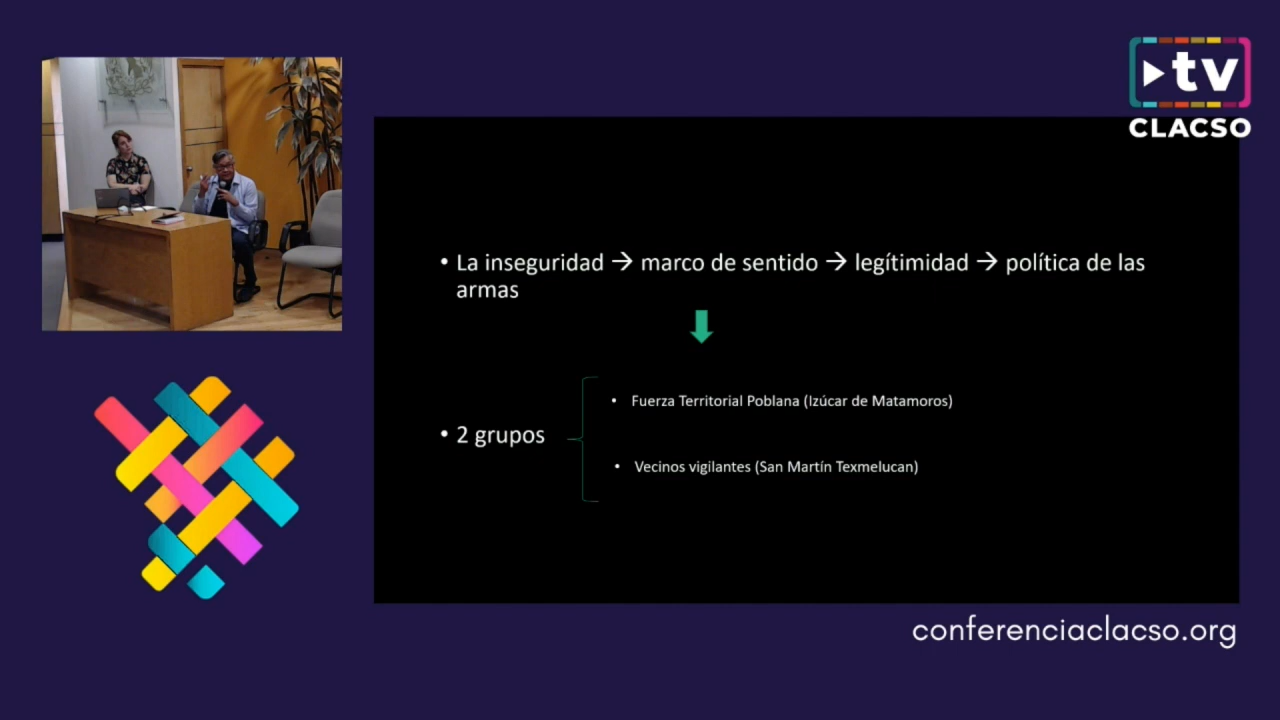 tv
CLACSO
• La inseguridad → marco de sentido → legítimidad → política de las
armas
• 2 grupos
• Fuerza Territorial Poblana (Izúcar de Matamoros)
• Vecinos vigilantes (San Martín Texmelucan)
conferenciaclacso.org